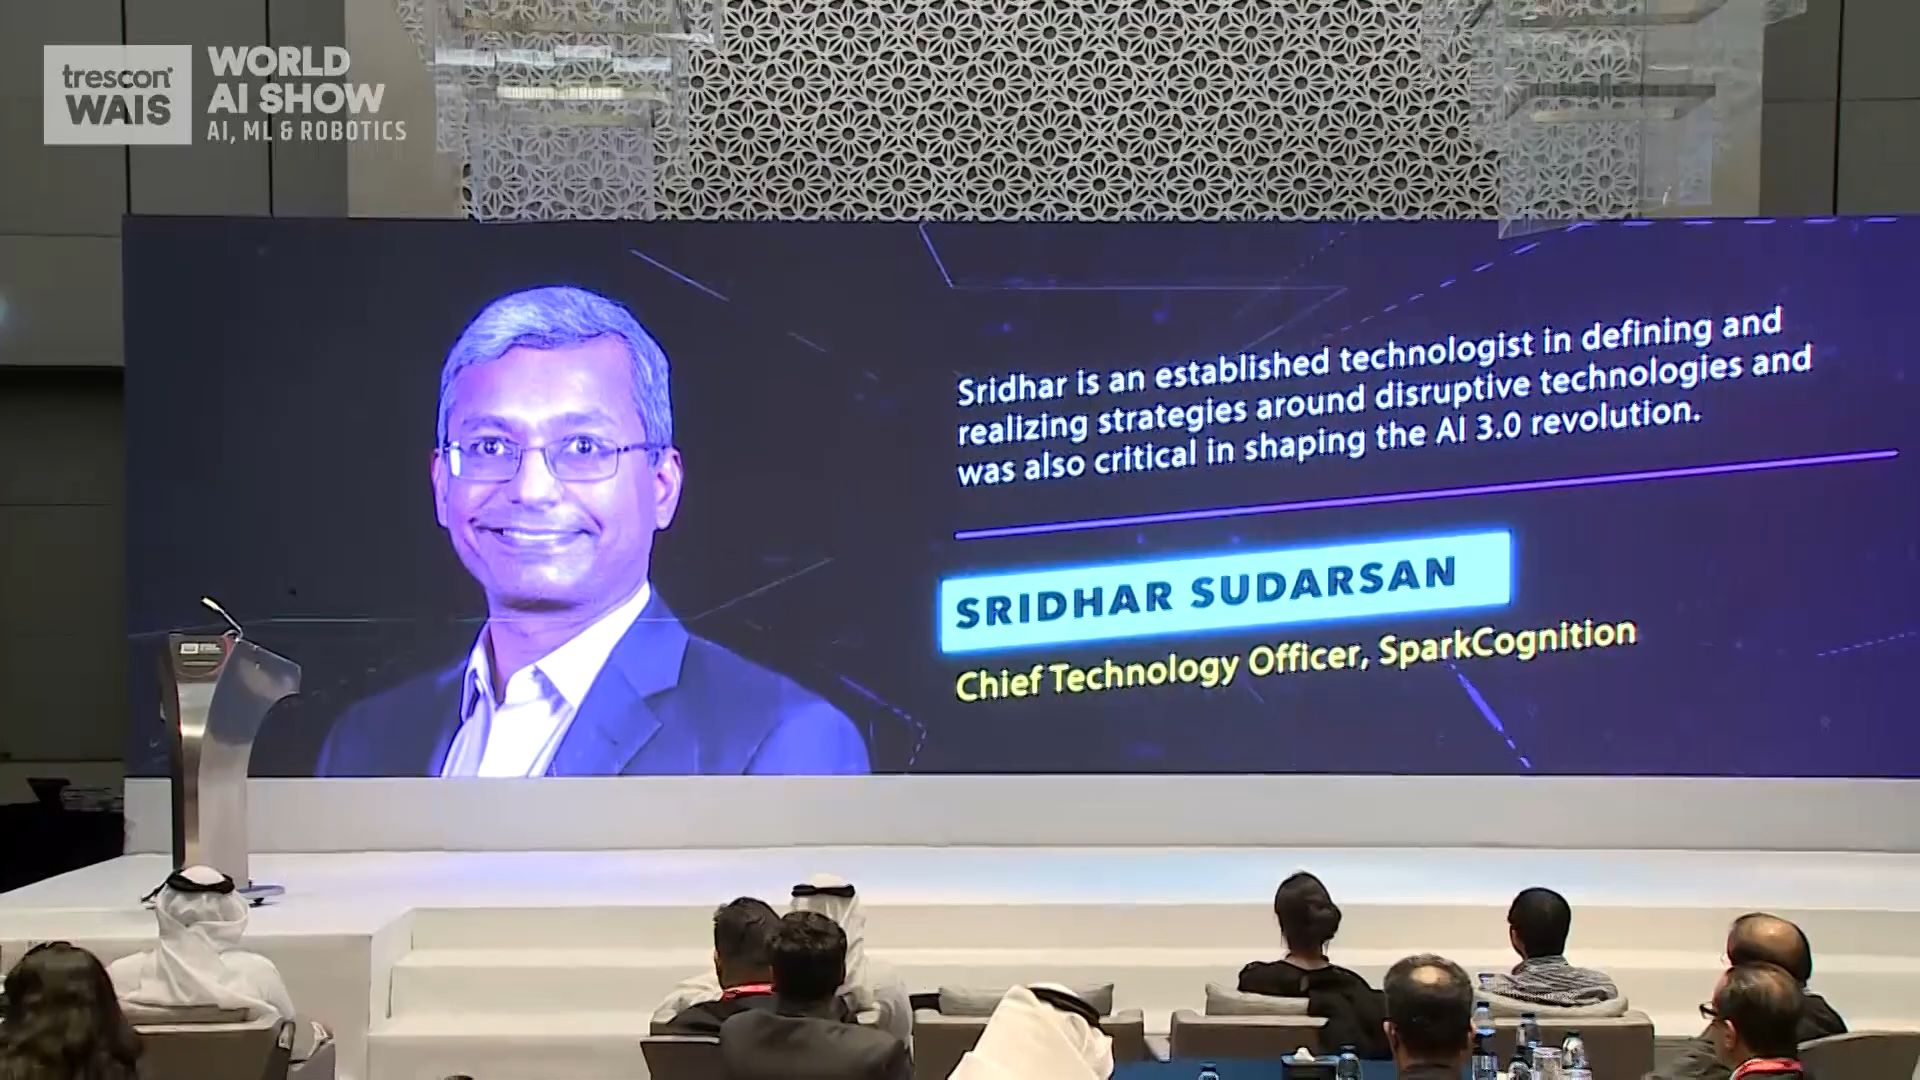 trescon
WAIS
WORLD
AI SHOW
AI, ML & ROBOTICS
Sridhar is an established technologist in defining and
realizing strategies around disruptive technologies and
was also critical in shaping the AI 3.0 revolution.
SRIDHAR SUDARSAN
Chief Technology Officer, SparkCognition